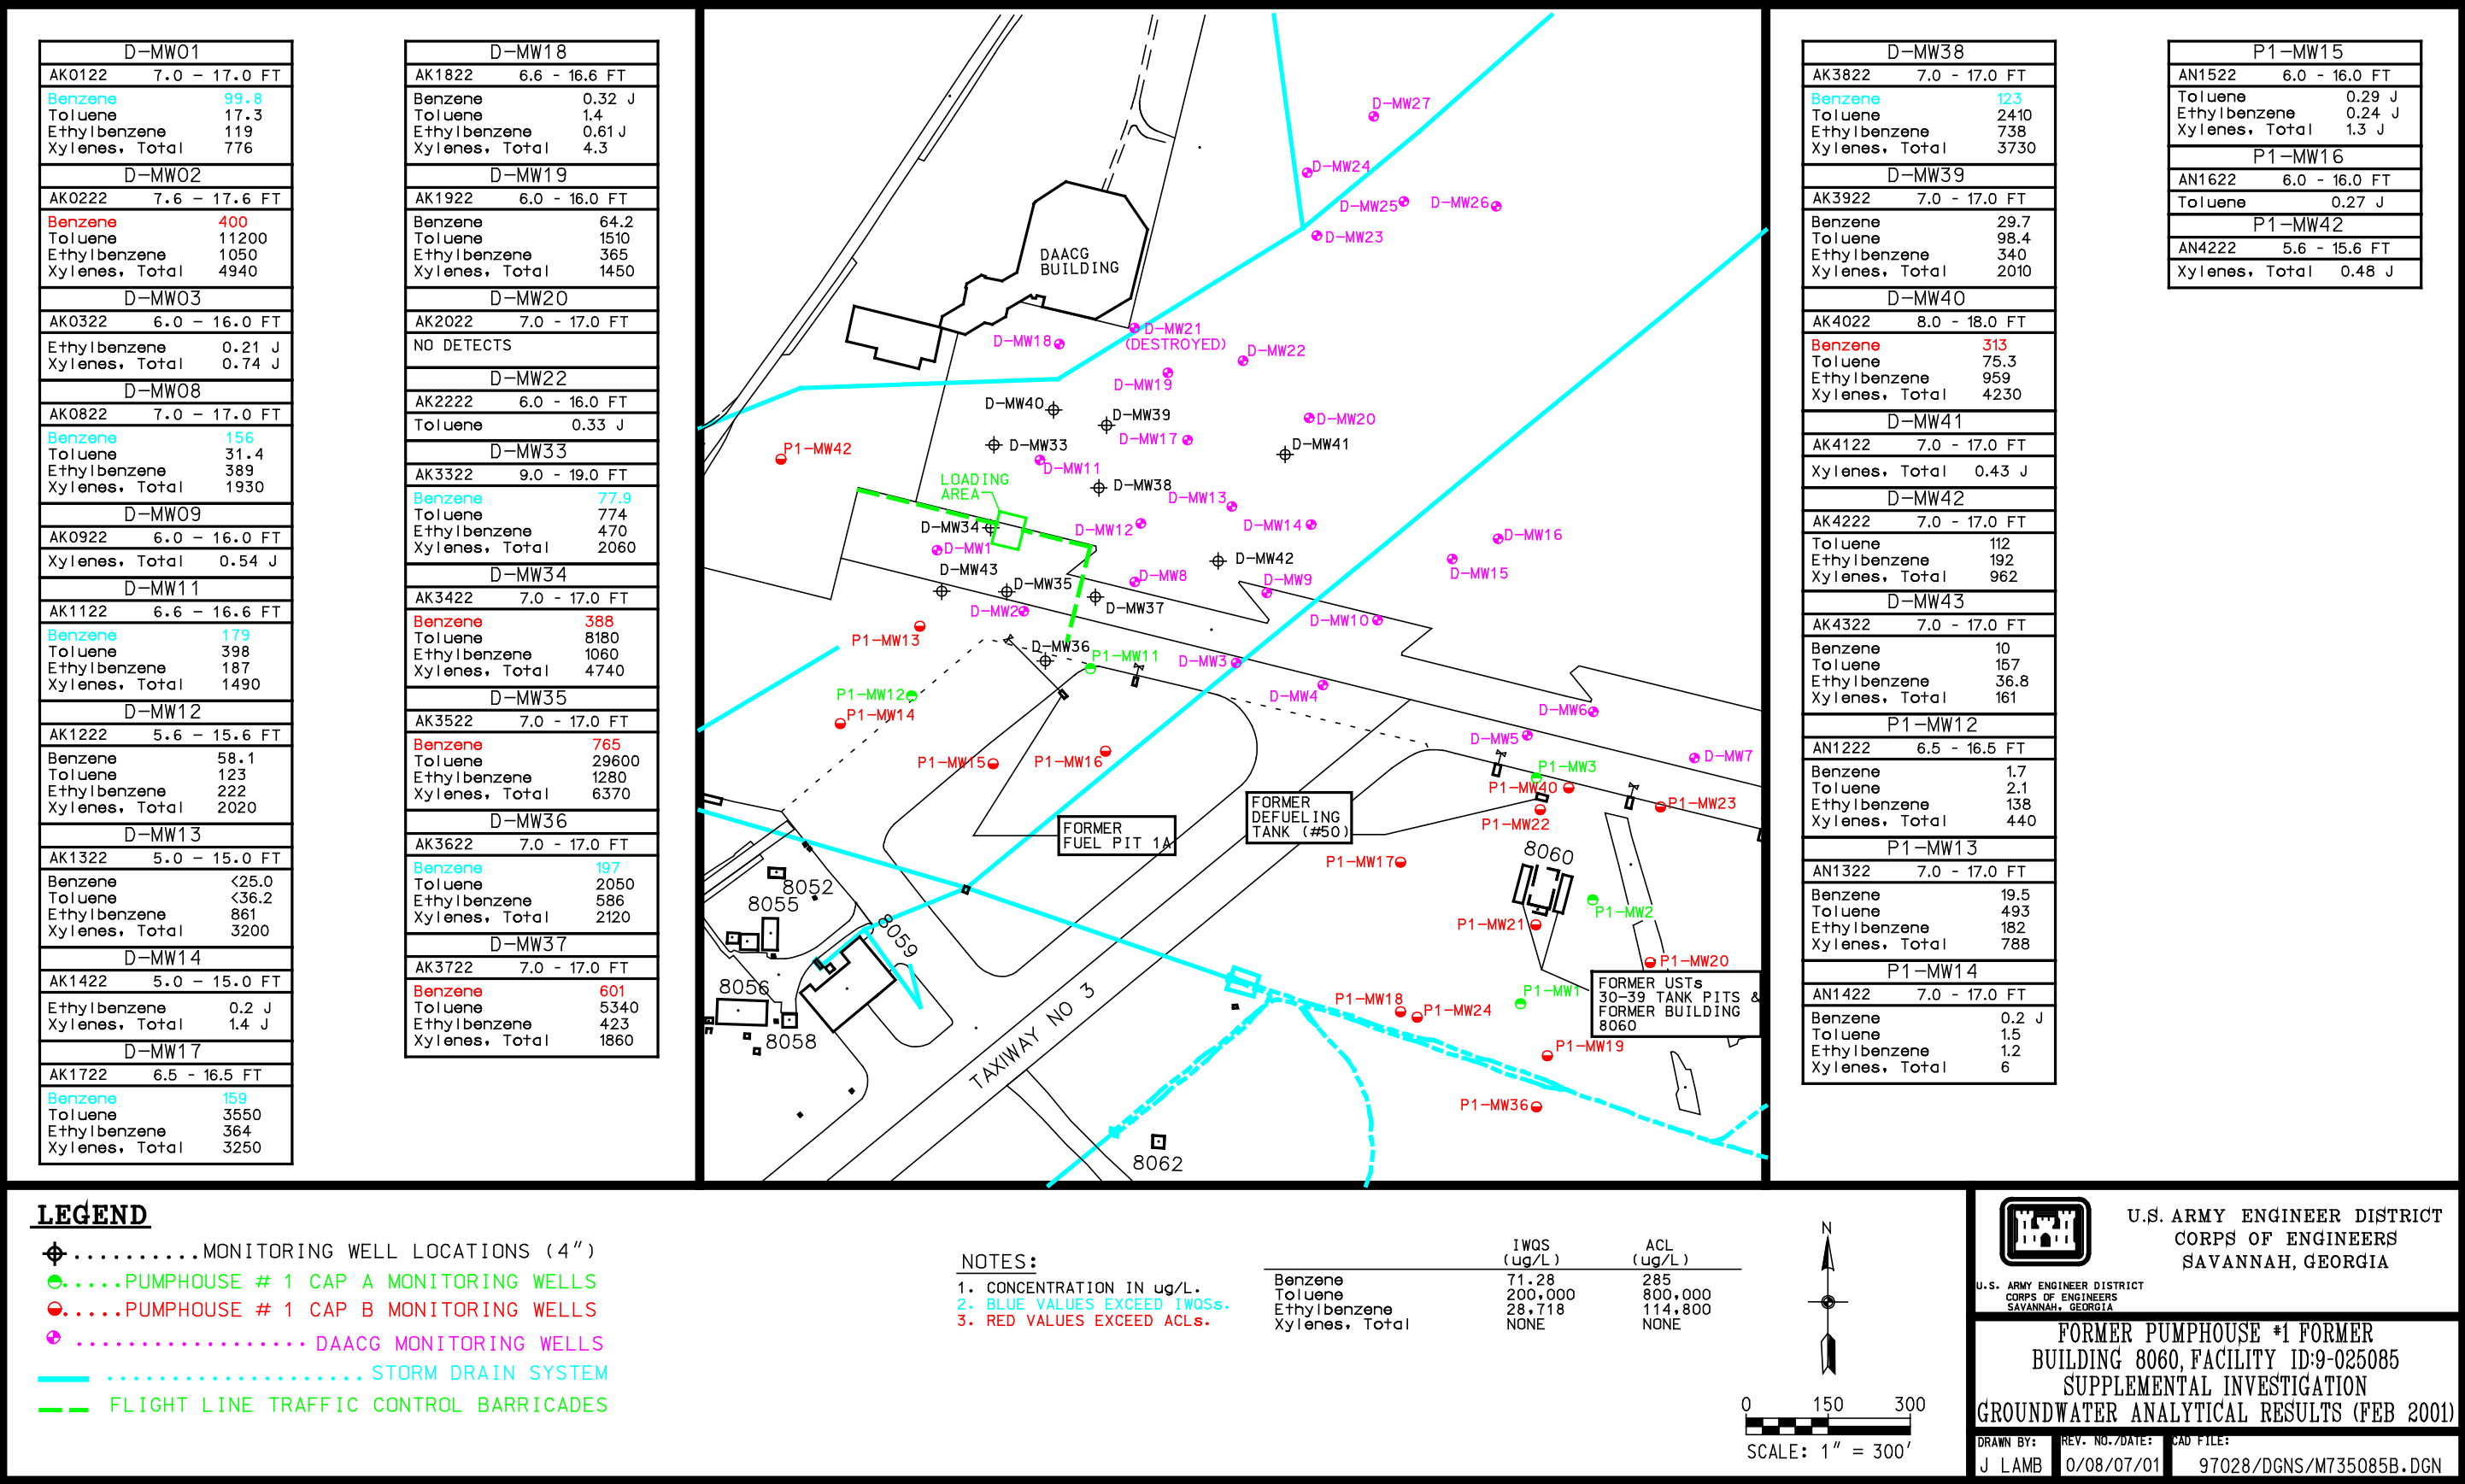 D-MW01
AK0122 7.0 - 17.0 FT
Benzene 99.8
Toluene 17.3
Ethylbenzene 119
Xylenes, Total 776
D-MW02
AK0222 7.6 - 17.6 FT
Benzene 400
Toluene 11200
Ethylbenzene 1050
Xylenes, Total 4940
D-MW03
AK0322 6.0 - 16.0 FT
Ethylbenzene 0.21 J
Xylenes, Total 0.74 J
D-MW08
AK0822 7.0 - 17.0 FT
Benzene 156
Toluene 31.4
Ethylbenzene 389
Xylenes, Total 1930
D-MW09
AK0922 6.0 - 16.0 FT
Xylenes, Total 0.54 J
D-MW11
AK1122 6.6 - 16.6 FT
Benzene 179
Toluene 398
Ethylbenzene 187
Xylenes, Total 1490
D-MW12
AK1222 5.6 - 15.6 FT
Benzene 58.1
Toluene 123
Ethylbenzene 222
Xylenes, Total 2020
D-MW13
AK1322 5.0 - 15.0 FT
Benzene <25.0
Toluene <36.2
Ethylbenzene 861
Xylenes, Total 3200
D-MW14
AK1422 5.0 - 15.0 FT
Ethylbenzene 0.2 J
Xylenes, Total 1.4 J
D-MW17
AK1722 6.5 - 16.5 FT
Benzene 159
Toluene 3550
Ethylbenzene 364
Xylenes, Total 3250
D-MW18
AK1822 6.6 - 16.6 FT
Benzene 0.32 J
Toluene 1.4
Ethylbenzene 0.61 J
Xylenes, Total 4.3
D-MW19
AK1922 6.0 - 16.0 FT
Benzene 64.2
Toluene 1510
Ethylbenzene 365
Xylenes, Total 1450
D-MW20
AK2022 7.0 - 17.0 FT
NO DETECTS
D-MW22
AK2222 6.0 - 16.0 FT
Toluene 0.33 J
D-MW33
AK3322 9.0 - 19.0 FT
Benzene 77.9
Toluene 774
Ethylbenzene 470
Xylenes, Total 2060
D-MW34
AK3422 7.0 - 17.0 FT
Benzene 388
Toluene 8180
Ethylbenzene 1060
Xylenes, Total 4740
D-MW35
AK3522 7.0 - 17.0 FT
Benzene 765
Toluene 29600
Ethylbenzene 1280
Xylenes, Total 6370
D-MW36
AK3622 7.0 - 17.0 FT
Benzene 197
Toluene 2050
Ethylbenzene 586
Xylenes, Total 2120
D-MW37
AK3722 7.0 - 17.0 FT
Benzene 601
Toluene 5340
Ethylbenzene 423
Xylenes, Total 1860
D-MW27
D-MW24
D-MW25
D-MW26
D-MW23
DAACG
BUILDING
D-MW21
(DESTROYED)
D-MW18
D-MW22
D-MW19
D-MW40
D-MW39
D-MW20
D-MW33
D-MW17
D-MW41
P1-MW42
D-MW11
LOADING
AREA
D-MW38
D-MW13
D-MW34
D-MW12
D-MW14
D-MW16
D-MW1
D-MW42
D-MW43
D-MW35
D-MW8
D-MW9
D-MW15
D-MW2
D-MW37
D-MW10
P1-MW13
D-MW36
P1-MW11
D-MW3
P1-MW12
D-MW4
P1-MW14
D-MW6
D-MW5
P1-MW15
P1-MW16
D-MW7
P1-MW3
P1-MW40
P1-MW23
P1-MW22
FORMER
FUEL PIT 1A
FORMER
DEFUELING
TANK (#50)
P1-MW17
8060
8052
8055
8059
P1-MW2
P1-MW21
P1-MW20
8056
8058
P1-MW1
FORMER USTs
30-39 TANK PITS &
FORMER BUILDING
8060
P1-MW18
P1-MW24
TAXIWAY NO 3
P1-MW19
P1-MW36
8062
D-MW38
AK3822 7.0 - 17.0 FT
Benzene 123
Toluene 2410
Ethylbenzene 738
Xylenes, Total 3730
D-MW39
AK3922 7.0 - 17.0 FT
Benzene 29.7
Toluene 98.4
Ethylbenzene 340
Xylenes, Total 2010
D-MW40
AK4022 8.0 - 18.0 FT
Benzene 313
Toluene 75.3
Ethylbenzene 959
Xylenes, Total 4230
D-MW41
AK4122 7.0 - 17.0 FT
Xylenes, Total 0.43 J
D-MW42
AK4222 7.0 - 17.0 FT
Toluene 112
Ethylbenzene 192
Xylenes, Total 962
D-MW43
AK4322 7.0 - 17.0 FT
Benzene 10
Toluene 157
Ethylbenzene 36.8
Xylenes, Total 161
P1-MW12
AN1222 6.5 - 16.5 FT
Benzene 1.7
Toluene 2.1
Ethylbenzene 138
Xylenes, Total 440
P1-MW13
AN1322 7.0 - 17.0 FT
Benzene 19.5
Toluene 493
Ethylbenzene 182
Xylenes, Total 788
P1-MW14
AN1422 7.0 - 17.0 FT
Benzene 0.2 J
Toluene 1.5
Ethylbenzene 1.2
Xylenes, Total 6
P1-MW15
AN1522 6.0 - 16.0 FT
Toluene 0.29 J
Ethylbenzene 0.24 J
Xylenes, Total 1.3 J
P1-MW16
AN1622 6.0 - 16.0 FT
Toluene 0.27 J
P1-MW42
AN4222 5.6 - 15.6 FT
Xylenes, Total 0.48 J
LEGEND
..........MONITORING WELL LOCATIONS (4")
.....PUMPHOUSE # 1 CAP A MONITORING WELLS
.....PUMPHOUSE # 1 CAP B MONITORING WELLS
.................. DAACG MONITORING WELLS
.................... STORM DRAIN SYSTEM
FLIGHT LINE TRAFFIC CONTROL BARRICADES
NOTES:
1. CONCENTRATION IN ug/L.
2. BLUE VALUES EXCEED IWQSs.
3. RED VALUES EXCEED ACLs.
IWQS ACL
(ug/L) (ug/L)
Benzene 71.28 285
Toluene 200,000 800,000
Ethylbenzene 28,718 114,800
Xylenes, Total NONE NONE
N
0 150 300
SCALE: 1" = 300'
U.S. ARMY ENGINEER DISTRICT
CORPS OF ENGINEERS
SAVANNAH, GEORGIA
U.S. ARMY ENGINEER DISTRICT
CORPS OF ENGINEERS
SAVANNAH, GEORGIA
FORMER PUMPHOUSE #1 FORMER
BUILDING 8060, FACILITY ID:9-025085
SUPPLEMENTAL INVESTIGATION
GROUNDWATER ANALYTICAL RESULTS (FEB 2001)
DRAWN BY: REV. NO./DATE: CAD FILE:
J LAMB 0/08/07/01 97028/DGNS/M735085B.DGN